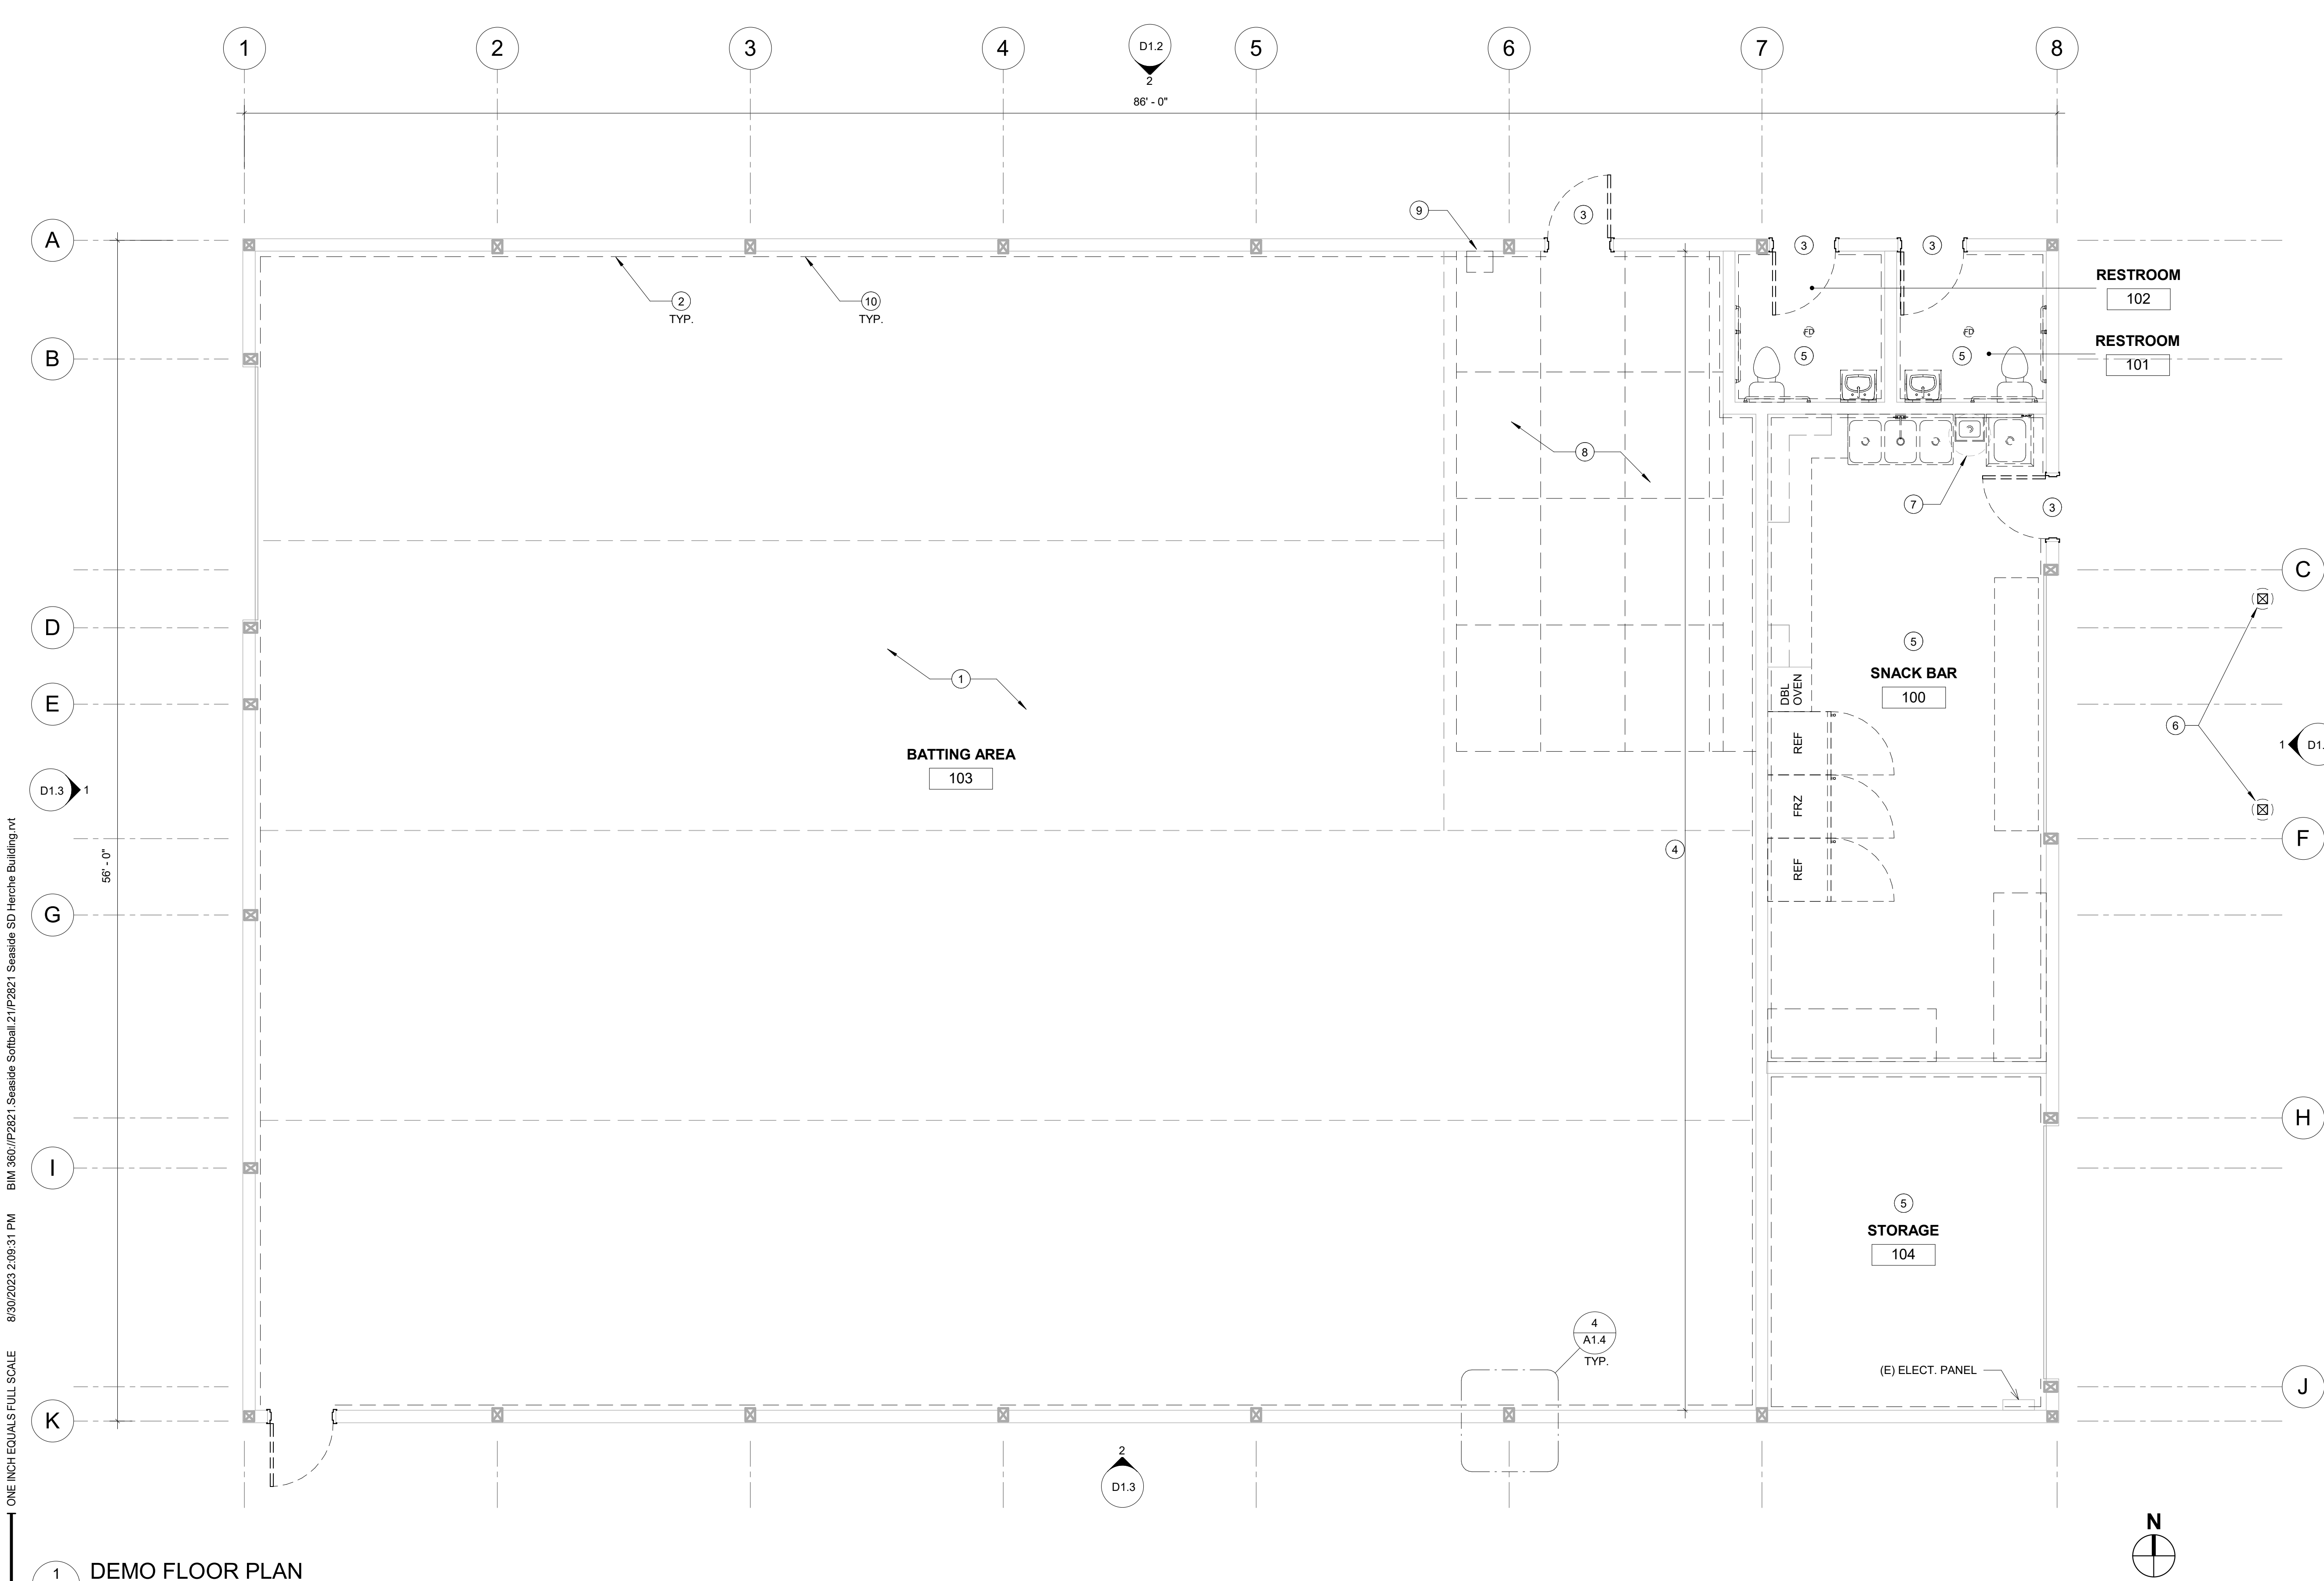 1 2 3 4 5 6 7 8
D1.2
2
86' - 0"
A
9
3
3
3
2
TYP.
10
TYP.
RESTROOM
102
RESTROOM
101
B
FD
FD
5
5
8
7
3
C
D
5
SNACK BAR
100
E
DBL
OVEN
6
REF
BATTING AREA
103
1
D1.3
1
1
FRZ
F
4
56' - 0"
REF
G
H
I
5
STORAGE
104
4
A1.4
TYP.
(E) ELECT. PANEL
J
K
2
D1.3
N
1
DEMO FLOOR PLAN
ONE INCH EQUALS FULL SCALE
8/30/2023 2:09:31 PM
BIM 360://P2821.Seaside Softball.21/P2821 Seaside SD Herche Building.rvt